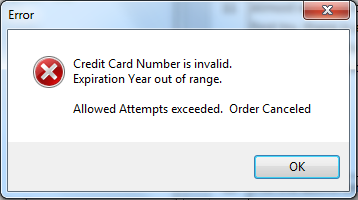 Error
Credit Card Number is invalid.
Expiration Year out of range.
Allowed Attempts exceeded.  Order Canceled
OK